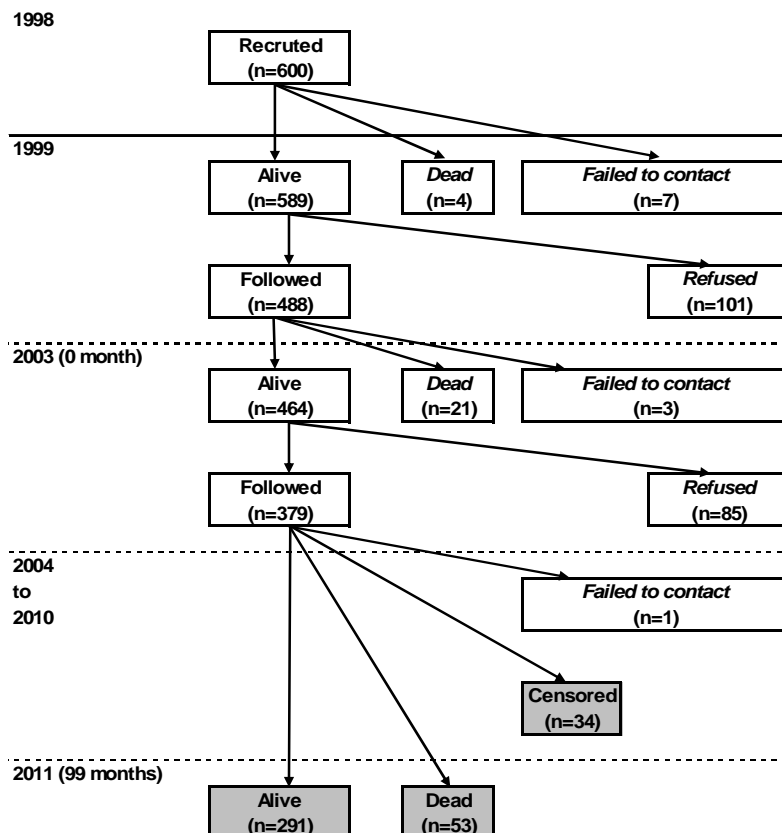 1998
Recruted
(n=600)
1999
Alive
(n=589)
Dead
(n=4)
Failed to contact
(n=7)
Followed
(n=488)
Refused
(n=101)
2003 (0 month)
Alive
(n=464)
Dead
(n=21)
Failed to contact
(n=3)
Followed
(n=379)
Refused
(n=85)
2004
to
2010
Failed to contact
(n=1)
Censored
(n=34)
2011 (99 months)
Alive
(n=291)
Dead
(n=53)